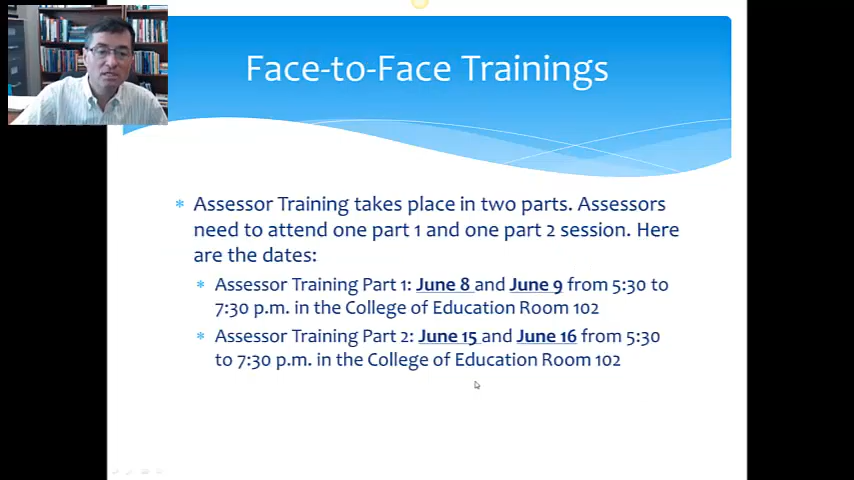 Face-to-Face Trainings
Assessor Training takes place in two parts. Assessors
need to attend one part 1 and one part 2 session. Here
are the dates:
Assessor Training Part 1: June 8 and June 9 from 5:30 to
7:30 p.m. in the College of Education Room 102
Assessor Training Part 2: June 15 and June 16 from 5:30
to 7:30 p.m. in the College of Education Room 102